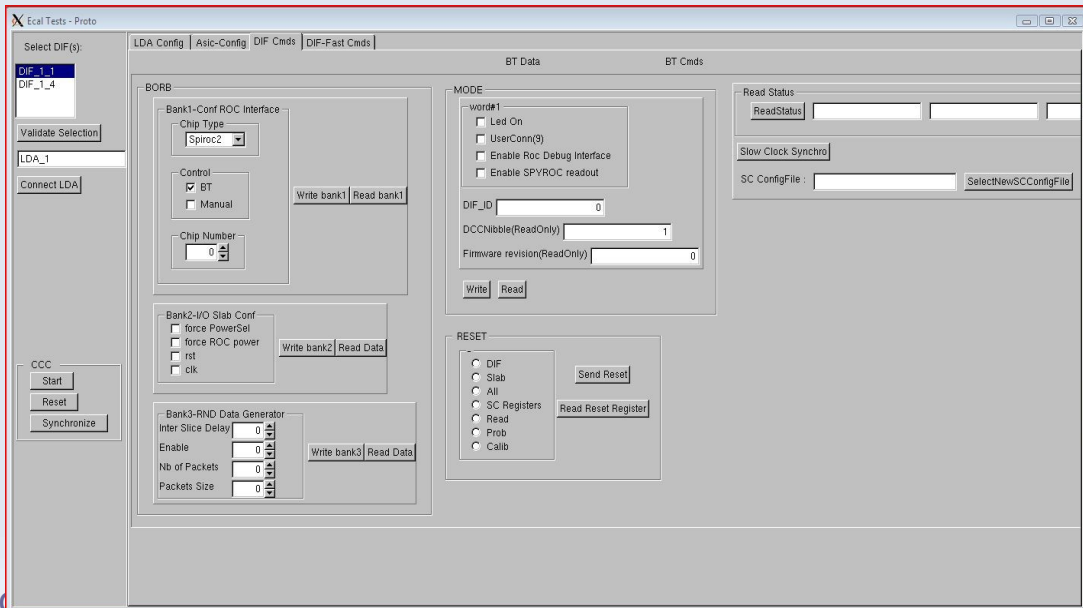 Ecal Tests - Proto
Select DIF(s):
DIF_1_1
DIF_1_4
Validate Selection
LDA_1
Connect LDA
CCC
Start
Reset
Synchronize
LDA Config Asic-Config DIF Cmds DIF-Fast Cmds
BT Data BT Cmds
BORB
Bank1-Conf ROC Interface
Chip Type
Spiroc2
Control
BT
Manual
Write bank1 Read bank1
Chip Number
0
Bank2-I/O Slab Conf
force PowerSel
force ROC power
rst
clk
Write bank2 Read Data
Bank3-RND Data Generator
Inter Slice Delay 0
Enable 0
Nb of Packets 0
Packets Size 0
Write bank3 Read Data
MODE
word#1
Led On
UserConn(9)
Enable Roc Debug Interface
Enable SPYROC readout
DIF_ID 0
DCCNibble(ReadOnly) 1
Firmware revision(ReadOnly) 0
Write Read
RESET
DIF
Slab
All
SC Registers
Read
Prob
Calib
Send Reset
Read Reset Register
Read Status
ReadStatus
Slow Clock Synchro
SC ConfigFile : SelectNewSCConfigFile